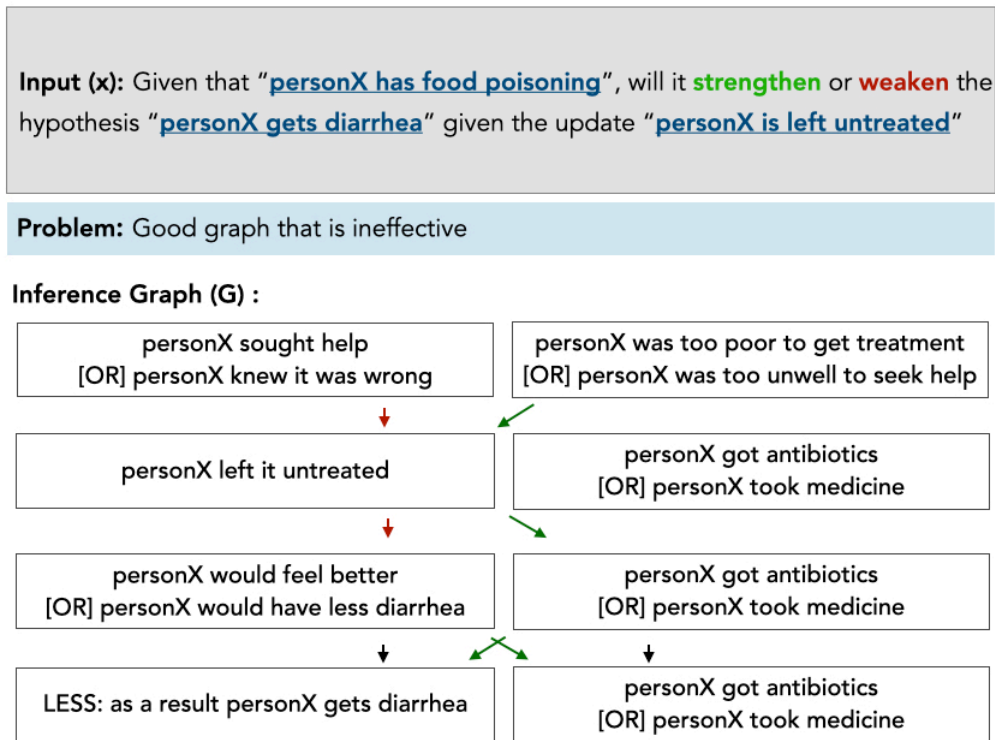 Input (x): Given that “personX has food poisoning”, will it strengthen or weaken the
hypothesis “personX gets diarrhea” given the update “personX is left untreated”
Problem: Good graph that is ineffective
Inference Graph (G) :
personX sought help
[OR] personX knew it was wrong
personX was too poor to get treatment
[OR] personX was too unwell to seek help
personX left it untreated
personX got antibiotics
[OR] personX took medicine
personX would feel better
[OR] personX would have less diarrhea
personX got antibiotics
[OR] personX took medicine
LESS: as a result personX gets diarrhea
personX got antibiotics
[OR] personX took medicine